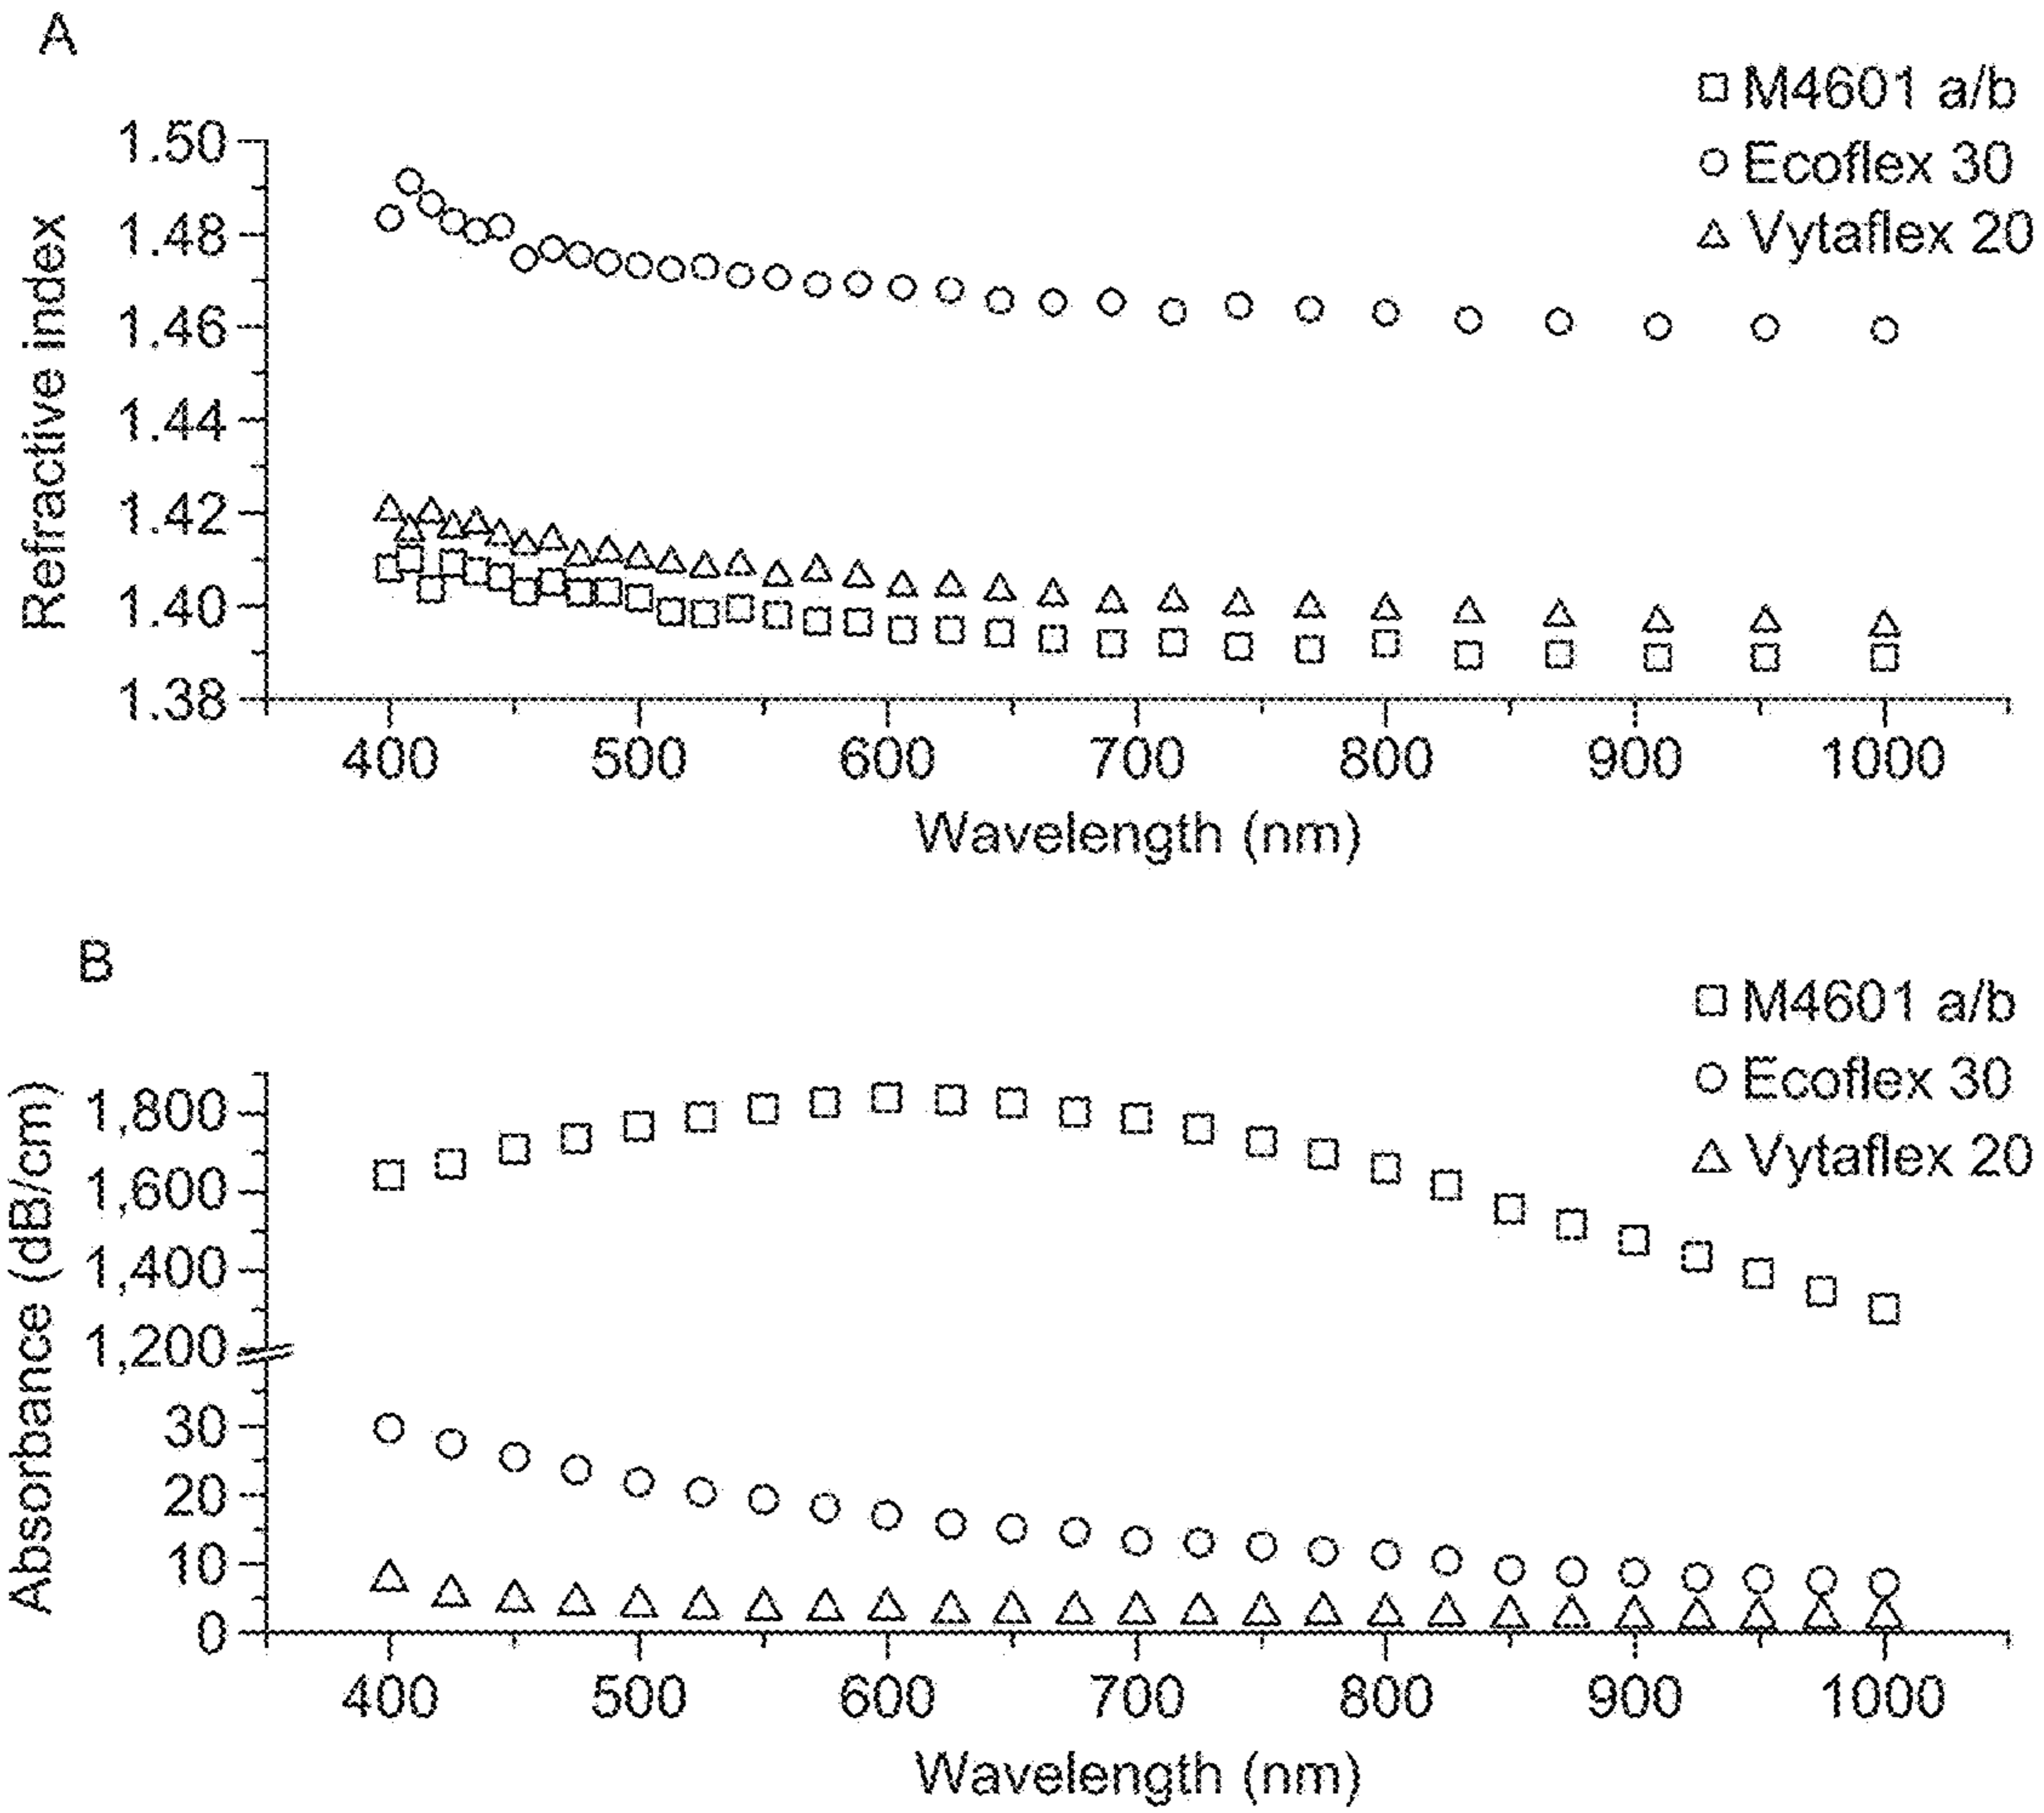 A
M4601 a/b
Ecoflex 30
Vytaflex 20
Refractive index
1.50
1.48
1.46
1.44
1.42
1.40
1.38
400 500 600 700 800 900 1000
Wavelength (nm)
B
M4601 a/b
Ecoflex 30
Vytaflex 20
Absorbance (dB/cm)
1,800
1,600
1,400
1,200
30
20
10
0
400 500 600 700 800 900 1000
Wavelength (nm)